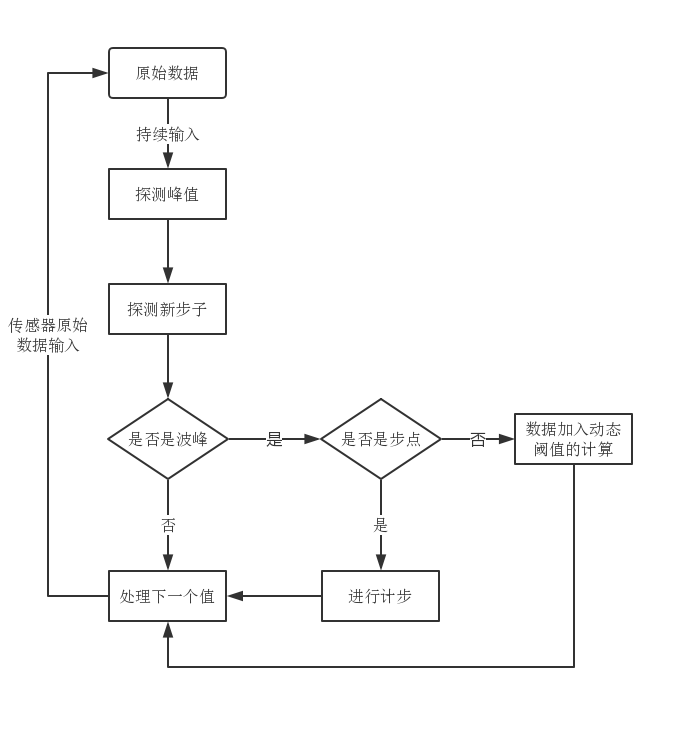 原始数据
持续输入
探测峰值
探测新步子
传感器原始
数据输入
是否是波峰
是
是否是步点
否
数据加入动态
阈值的计算
否
是
处理下一个值
进行计步